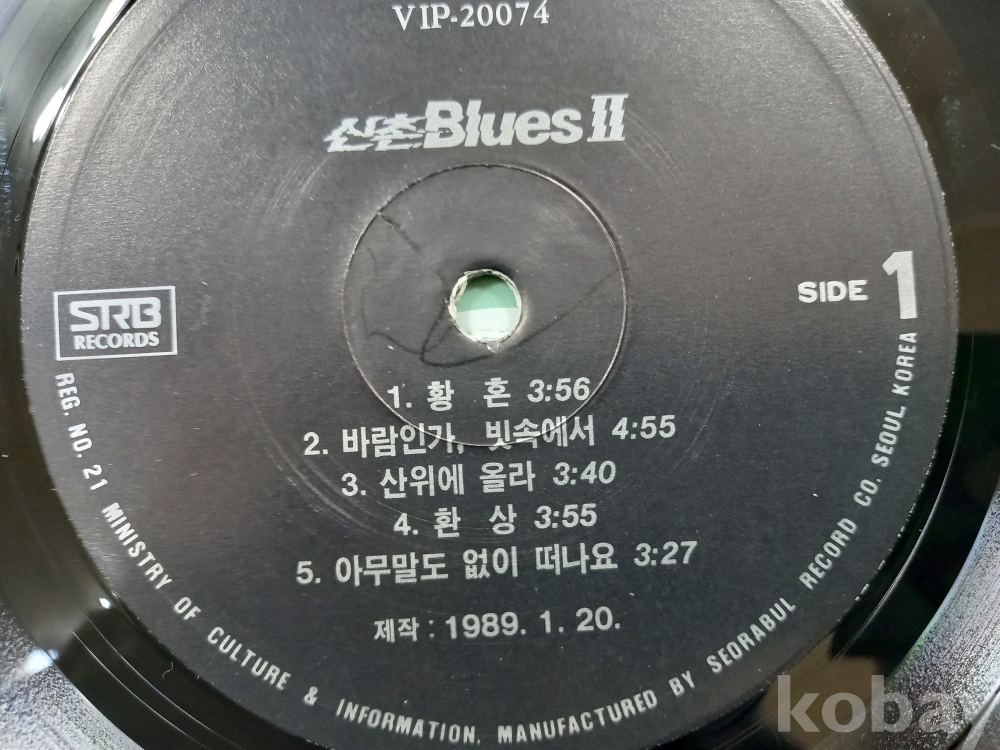 VIP-20074
신촌Blues II
SIDE 1
SRB
RECORDS
1. 황 혼 3:56
2. 바람인가, 빗속에서 4:55
3. 산위에 올라 3:40
4. 환 상 3:55
5. 아무말도 없이 떠나요 3:27
제작 : 1989. 1. 20.
REG. NO. 21 MINISTRY OF CULTURE & INFORMATION. MANUFACTURED BY SEORABUL RECORD CO. SEOUL KOREA
koba